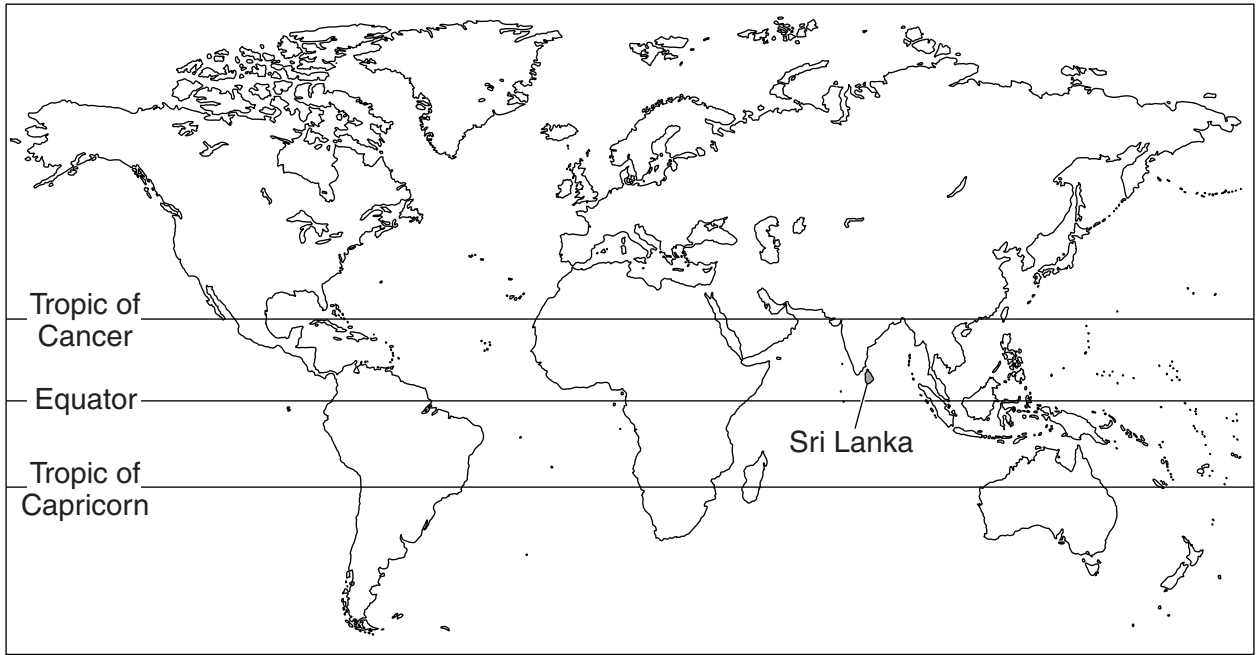 Tropic of
Cancer
Equator
Sri Lanka
Tropic of
Capricorn